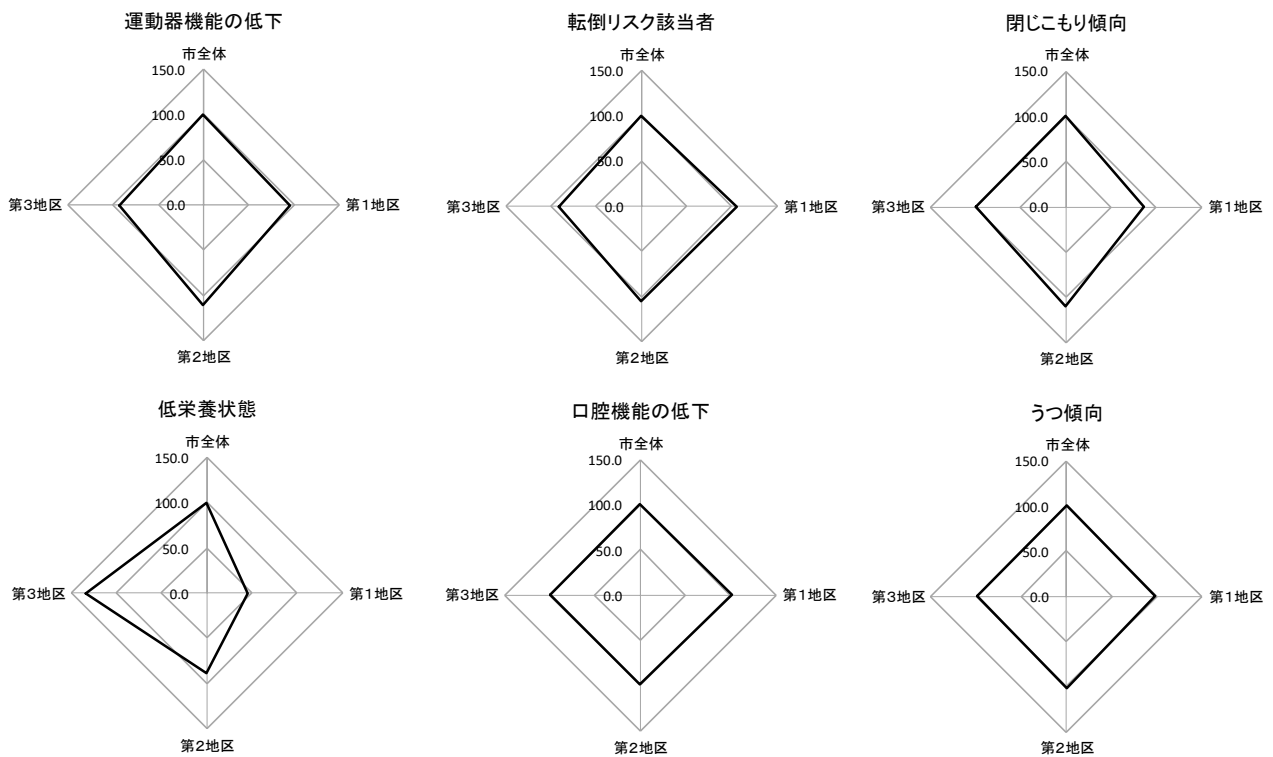 運動器機能の低下
市全体
150.0
100.0
50.0
0.0
第3地区
第1地区
第2地区
転倒リスク該当者
市全体
150.0
100.0
50.0
0.0
第3地区
第1地区
第2地区
閉じこもり傾向
市全体
150.0
100.0
50.0
0.0
第3地区
第1地区
第2地区
低栄養状態
市全体
150.0
100.0
50.0
0.0
第3地区
第1地区
第2地区
口腔機能の低下
市全体
150.0
100.0
50.0
0.0
第3地区
第1地区
第2地区
うつ傾向
市全体
150.0
100.0
50.0
0.0
第3地区
第1地区
第2地区